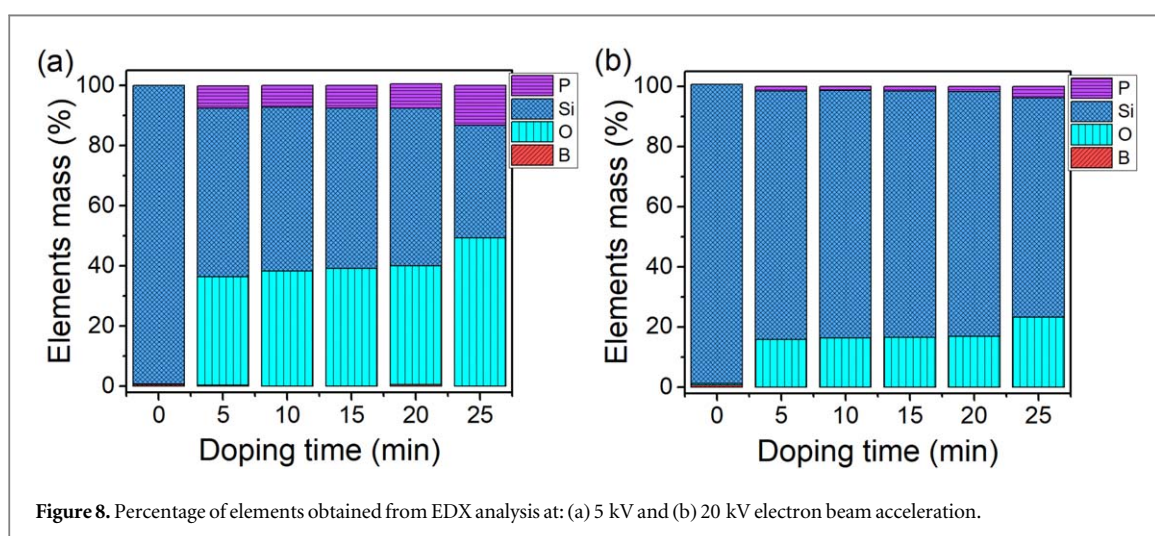 (a)
Elements mass (%)
100
80
60
40
20
0
0 5 10 15 20 25
Doping time (min)
P
Si
O
B
(b)
Elements mass (%)
100
80
60
40
20
0
0 5 10 15 20 25
Doping time (min)
P
Si
O
B
Figure 8. Percentage of elements obtained from EDX analysis at: (a) 5 kV and (b) 20 kV electron beam acceleration.